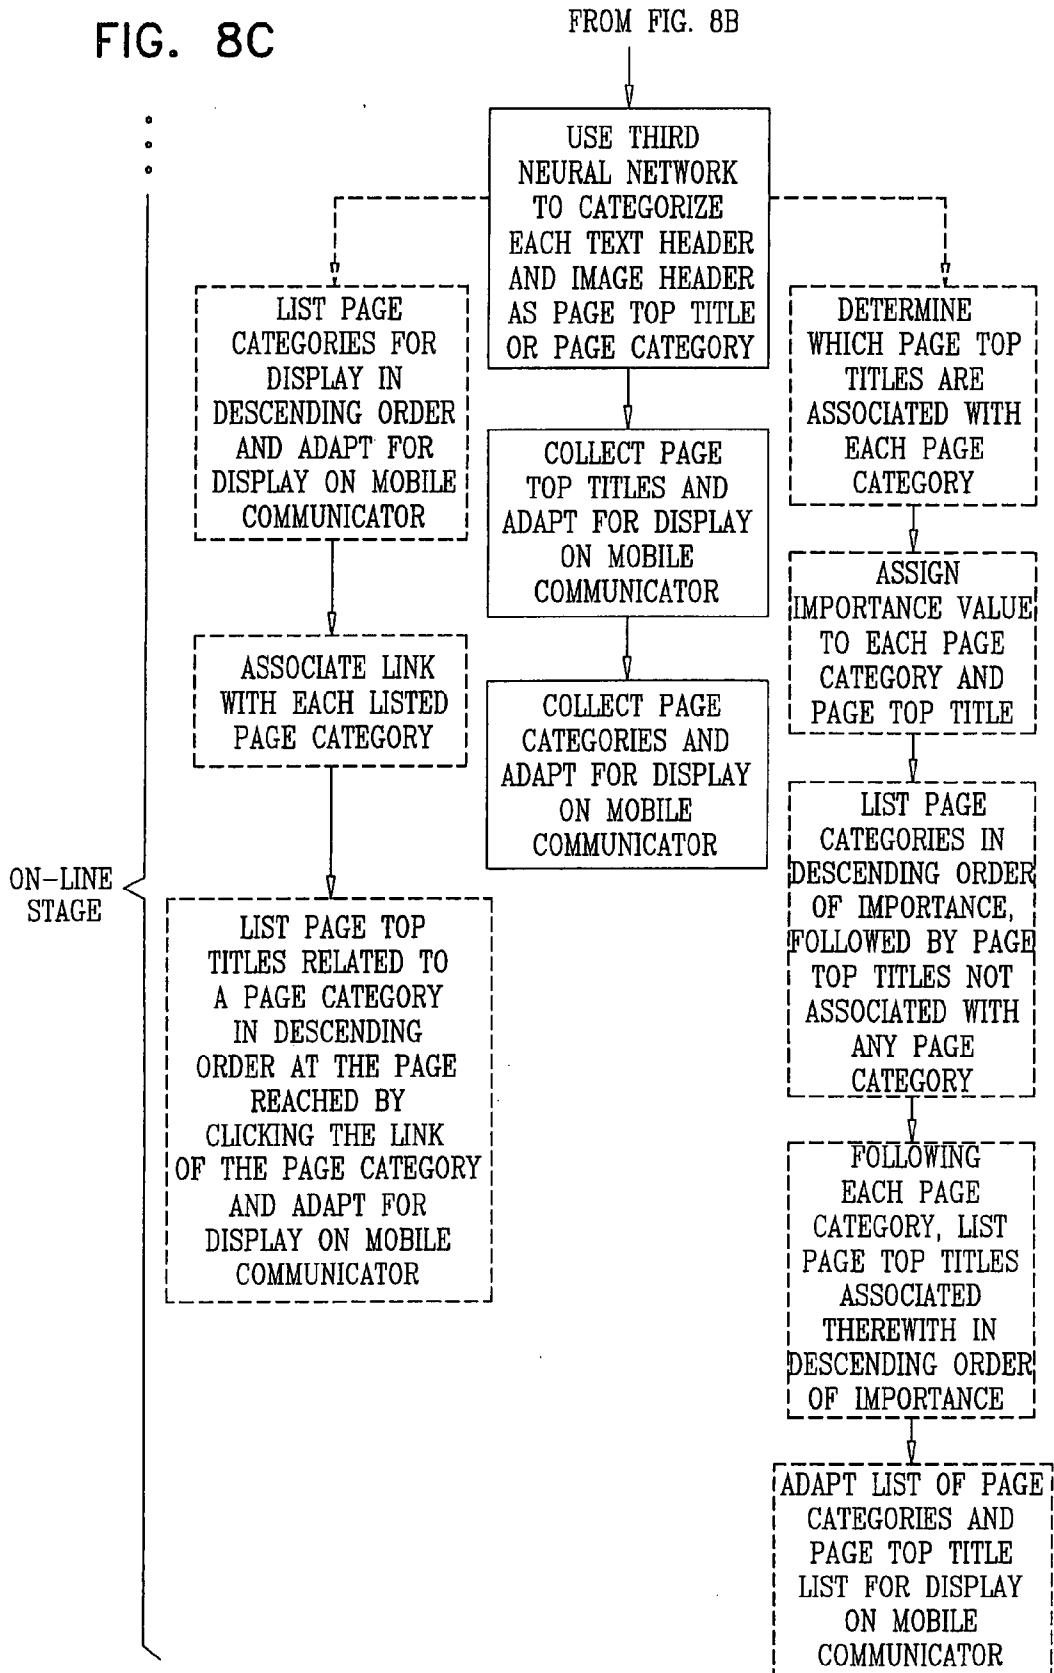 FIG. 8C
FROM FIG. 8B
USE THIRD
NEURAL NETWORK
TO CATEGORIZE
EACH TEXT HEADER
AND IMAGE HEADER
AS PAGE TOP TITLE
OR PAGE CATEGORY
LIST PAGE
CATEGORIES FOR
DISPLAY IN
DESCENDING ORDER
AND ADAPT FOR
DISPLAY ON MOBILE
COMMUNICATOR
ASSOCIATE LINK
WITH EACH LISTED
PAGE CATEGORY
LIST PAGE TOP
TITLES RELATED TO
A PAGE CATEGORY
IN DESCENDING
ORDER AT THE PAGE
REACHED BY
CLICKING THE LINK
OF THE PAGE CATEGORY
AND ADAPT FOR
DISPLAY ON MOBILE
COMMUNICATOR
COLLECT PAGE
TOP TITLES AND
ADAPT FOR DISPLAY
ON MOBILE
COMMUNICATOR
COLLECT PAGE
CATEGORIES AND
ADAPT FOR DISPLAY
ON MOBILE
COMMUNICATOR
DETERMINE
WHICH PAGE TOP
TITLES ARE
ASSOCIATED WITH
EACH PAGE
CATEGORY
ASSIGN
IMPORTANCE VALUE
TO EACH PAGE
CATEGORY AND
PAGE TOP TITLE
LIST PAGE
CATEGORIES IN
DESCENDING ORDER
OF IMPORTANCE,
FOLLOWED BY PAGE
TOP TITLES NOT
ASSOCIATED WITH
ANY PAGE
CATEGORY
FOLLOWING
EACH PAGE
CATEGORY, LIST
PAGE TOP TITLES
ASSOCIATED
THEREWITH IN
DESCENDING ORDER
OF IMPORTANCE
ADAPT LIST OF PAGE
CATEGORIES AND
PAGE TOP TITLE
LIST FOR DISPLAY
ON MOBILE
COMMUNICATOR
ON-LINE
STAGE